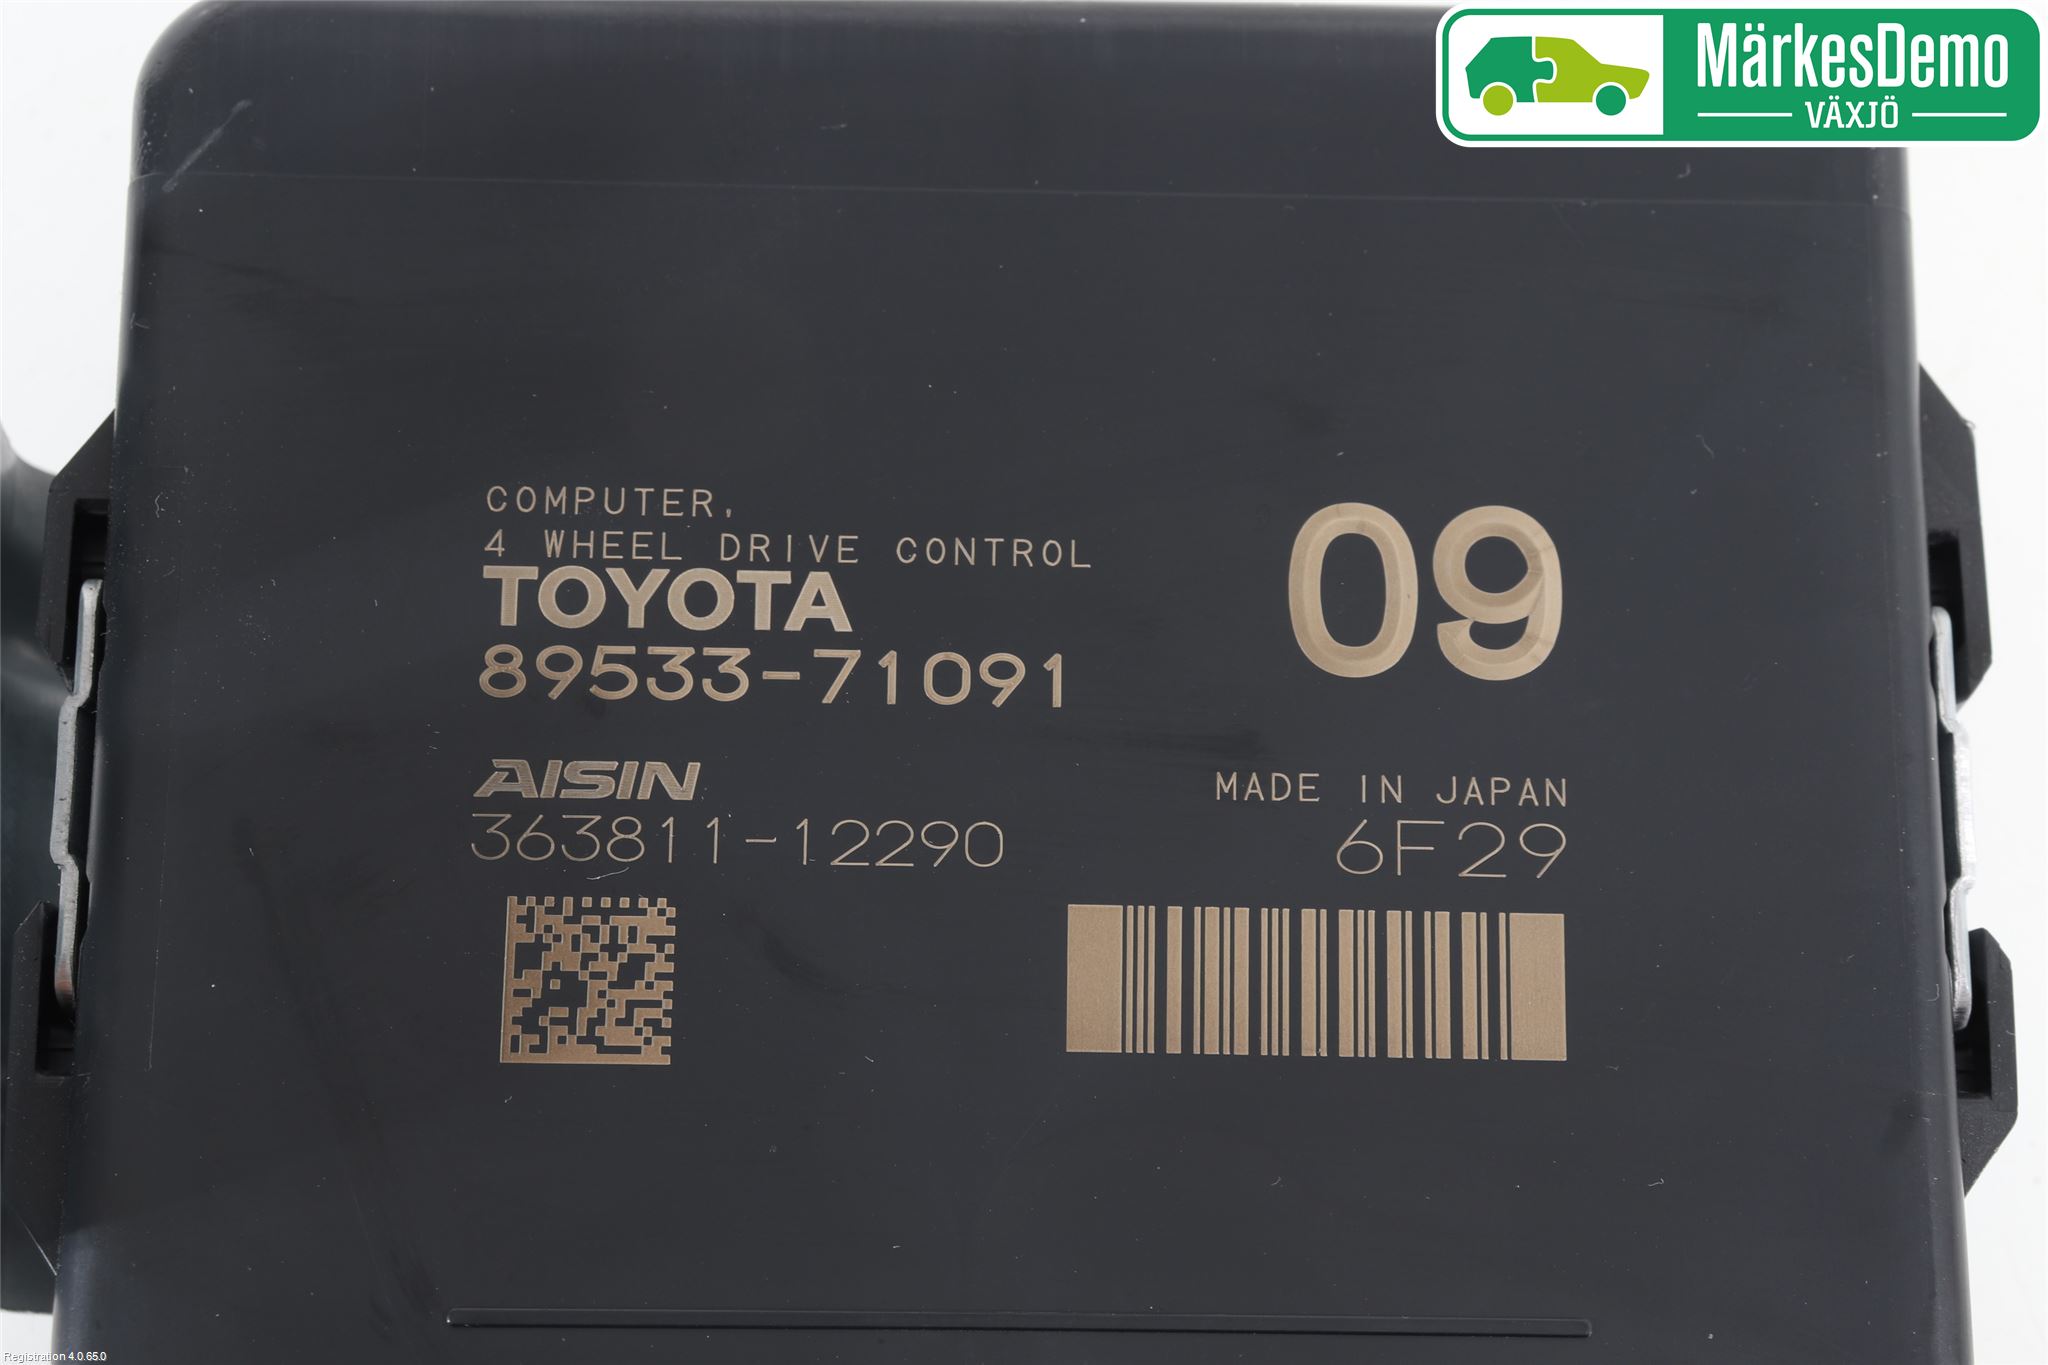 MärkesDemo
VÄXJÖ
COMPUTER,
4 WHEEL DRIVE CONTROL
TOYOTA
89533-71091
09
AISIN
363811-12290
MADE IN JAPAN
6F29
Registration 4.0.65.0